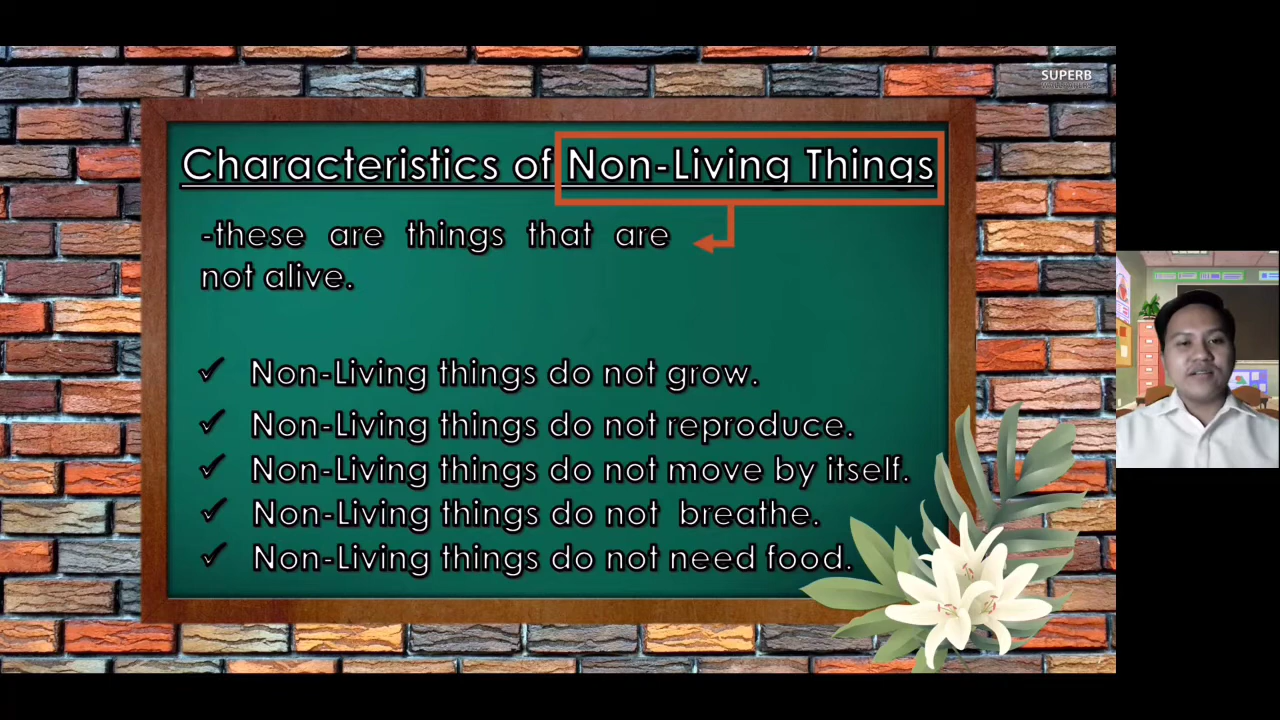 SUPERB
Characteristics of Non-Living Things
-these are things that are
not alive.
✓ Non-Living things do not grow.
✓ Non-Living things do not reproduce.
✓ Non-Living things do not move by itself.
✓ Non-Living things do not breathe.
✓ Non-Living things do not need food.